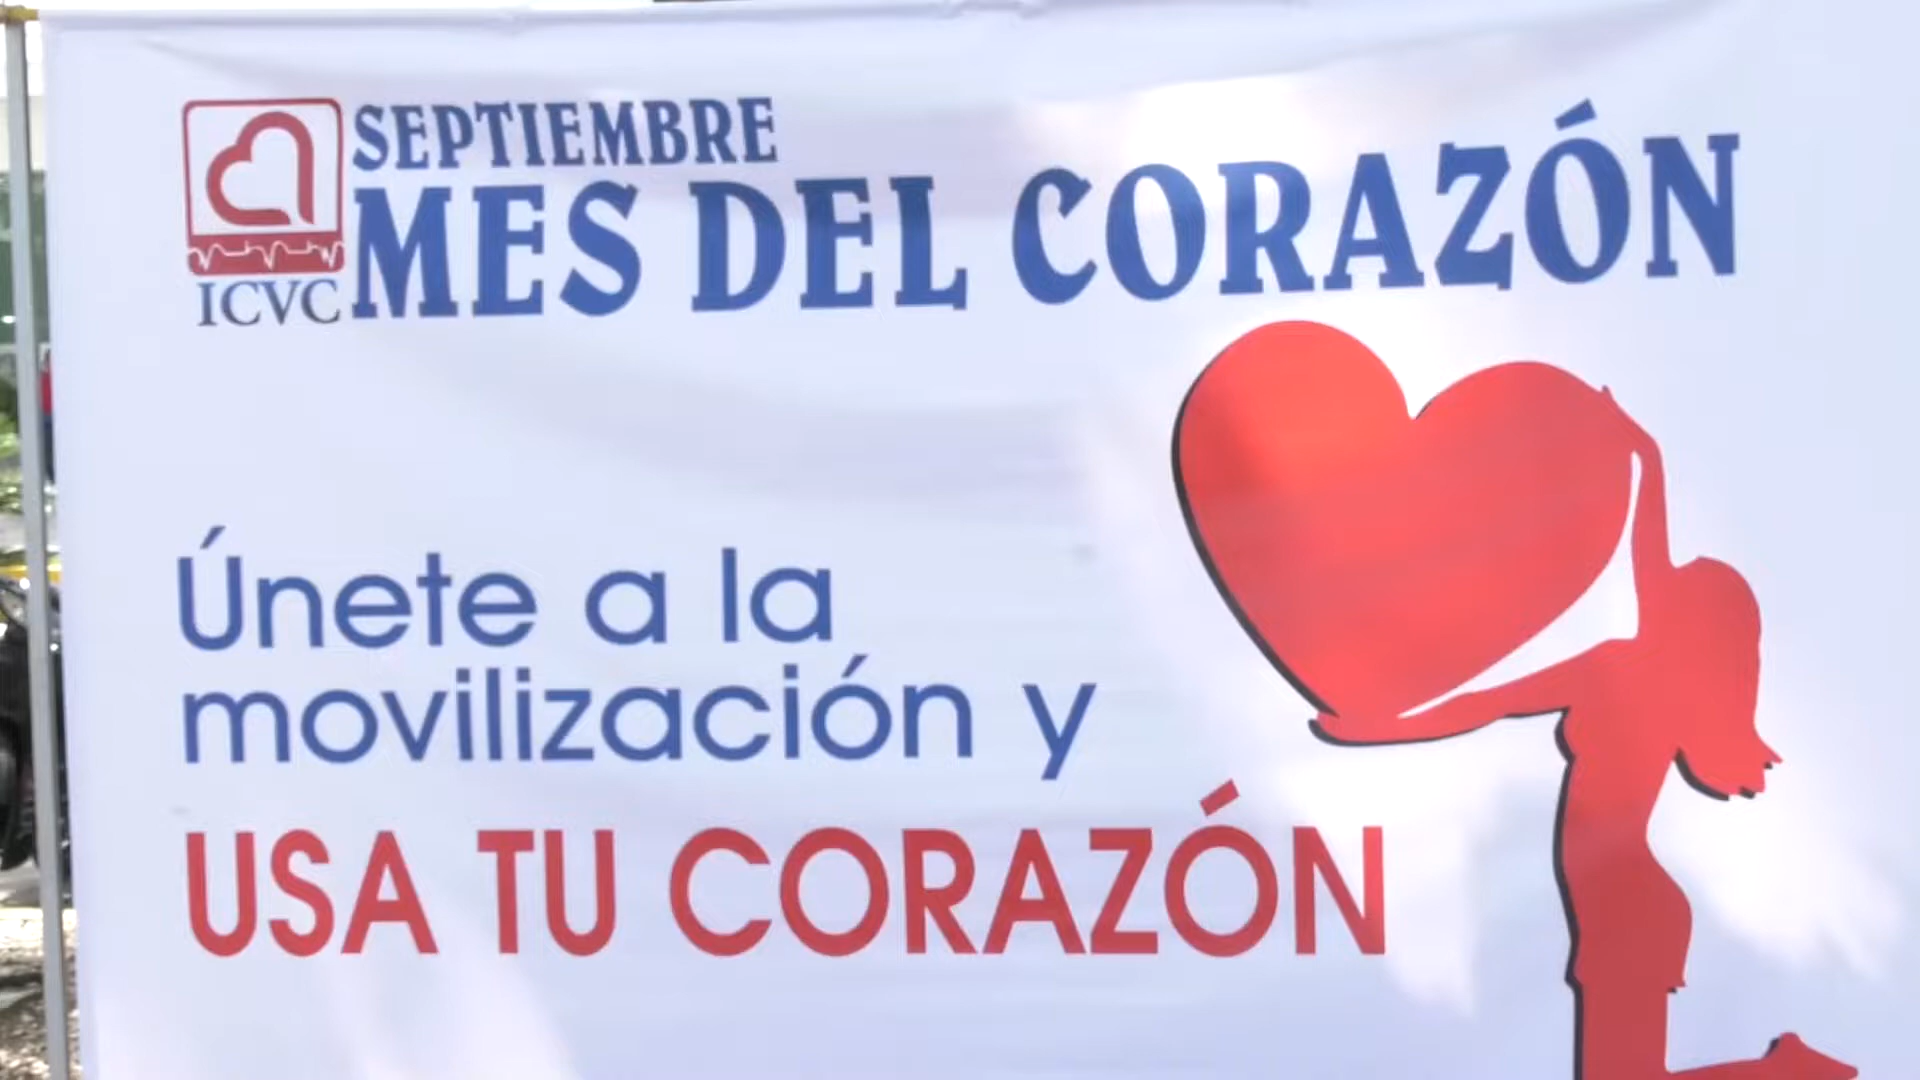 SEPTIEMBRE
MES DEL CORAZÓN
ICVC
Únete a la
movilización y
USA TU CORAZÓN